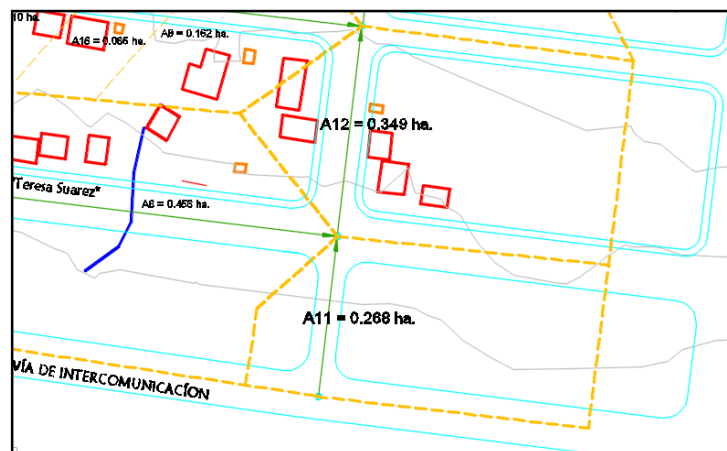 10 ha.
A16 = 0.065 ha.
A9 = 0.162 ha.
A12 = 0.349 ha.
"Teresa Suarez"
A8 = 0.458 ha.
A11 = 0.268 ha.
VÍA DE INTERCOMUNICACÍON